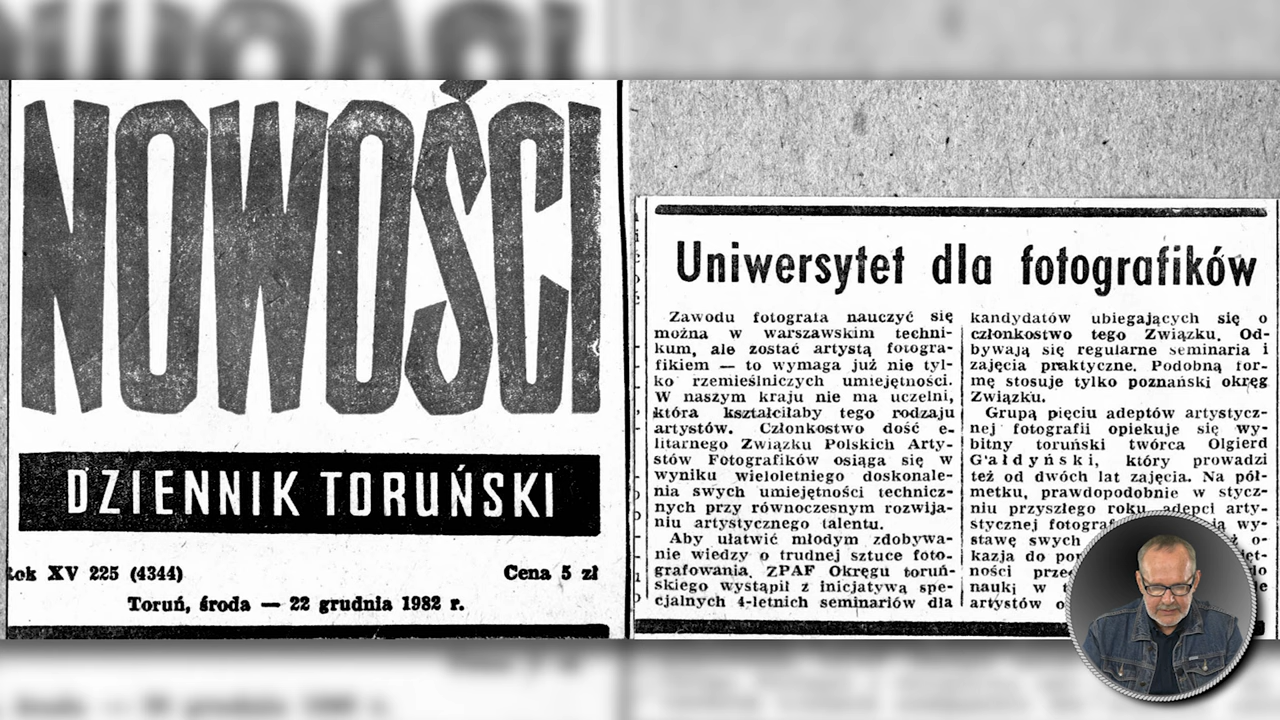 NOWOŚCI
DZIENNIK TORUŃSKI
Rok XV 225 (4344)
Cena 5 zł
Toruń, środa — 22 grudnia 1982 r.
Uniwersytet dla fotografików
Zawodu fotografa nauczyć się
można w warszawskim techni-
kum, ale zostać artystą fotogra-
fikiem — to wymaga już nie tyl-
ko rzemieślniczych umiejętności.
W naszym kraju nie ma uczelni,
która kształciłaby tego rodzaju
artystów. Członkostwo dość e-
litarnego Związku Polskich Arty-
stów Fotografików osiąga się w
wyniku wieloletniego doskonale-
nia swych umiejętności technicz-
nych przy równoczesnym rozwija-
niu artystycznego talentu.
Aby ułatwić młodym zdobywa-
nie wiedzy o trudnej sztuce foto-
grafowania, ZPAF Okręgu toruń-
skiego wystąpił z inicjatywą spe-
cjalnych 4-letnich seminariów dla
kandydatów ubiegających się o
członkostwo tego Związku. Od-
bywają się regularne seminaria i
zajęcia praktyczne. Podobną for-
mę stosuje tylko poznański okręg
Związku.
Grupą pięciu adeptów artystycz-
nej fotografii opiekuje się wy-
bitny toruński twórca Olgierd
Gałdyński, który prowadzi
też od dwóch lat zajęcia. Na pół-
metku, prawdopodobnie w stycz-
niu przyszłego roku, adepci arty-
stycznej wy-
stawę swych o-
kazja do
ności
nauki w
artystów